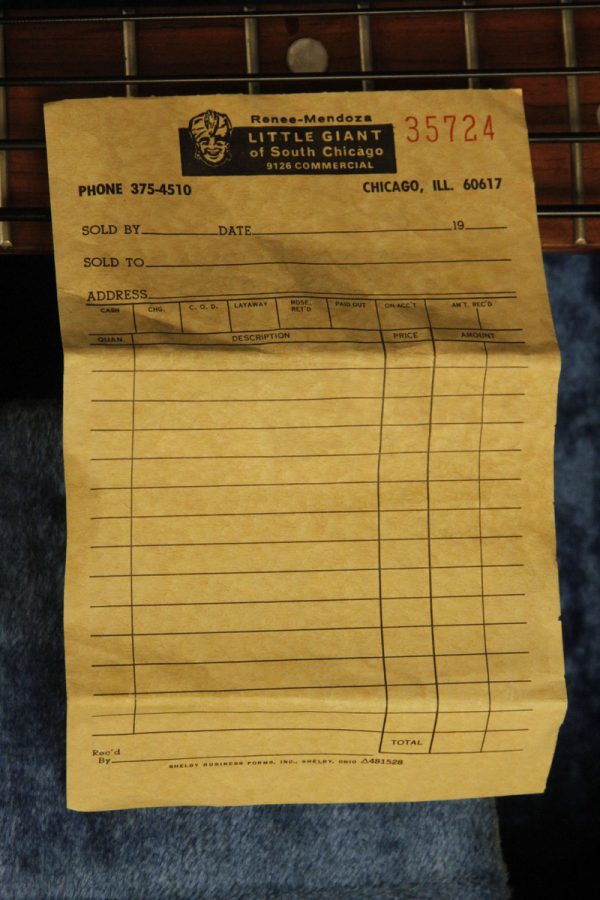 Renee-Mendoza
LITTLE GIANT
of South Chicago
9126 COMMERCIAL
35724
PHONE 375-4510 CHICAGO, ILL. 60617
SOLD BY DATE 19
SOLD TO
ADDRESS
CASH CHG. C. O. D. LAYAWAY MDSE. RET'D PAID OUT ON ACC'T AM'T. REC'D
QUAN. DESCRIPTION PRICE AMOUNT
TOTAL
Rec'd
By
SHELBY BUSINESS FORMS, INC., SHELBY, OHIO Δ481528